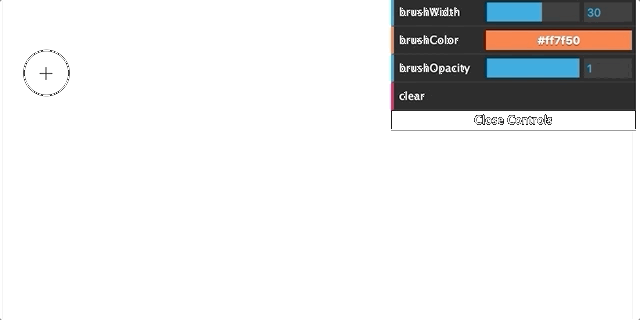 brushWidth 30
brushColor #ff7f50
brushOpacity 1
clear
Close Controls